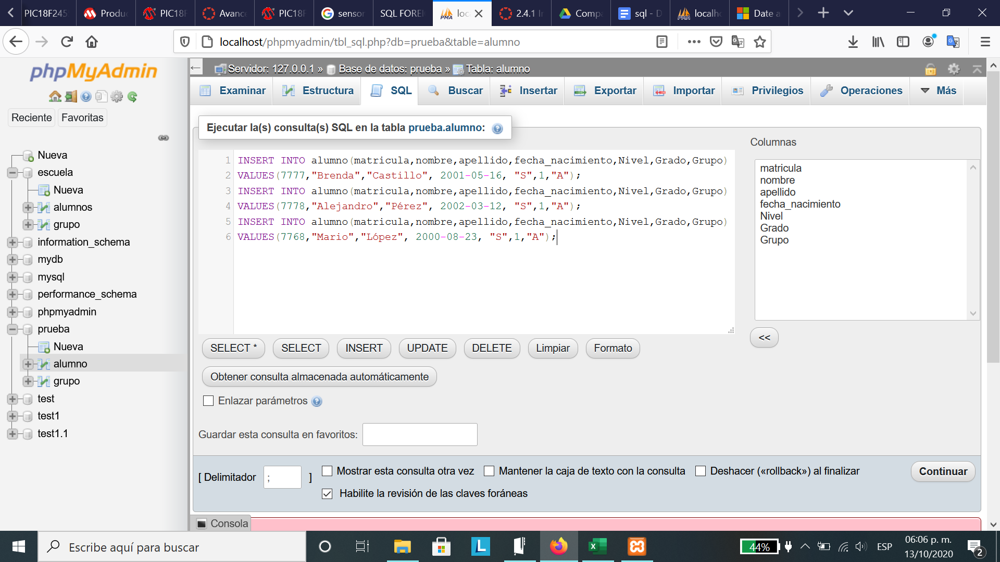 PIC18F245
Produ
PIC18F
Avance
PIC18F
sensor
SQL FOREI
loc
2.4.1 In
Compa
sql - D
localho
Date a
localhost/phpmyadmin/tbl_sql.php?db=prueba&table=alumno
phpMyAdmin
Reciente
Favoritas
Nueva
escuela
Nueva
alumnos
grupo
information_schema
mydb
mysql
performance_schema
phpmyadmin
prueba
Nueva
alumno
grupo
test
test1
test1.1
Servidor: 127.0.0.1 » Base de datos: prueba » Tabla: alumno
Examinar
Estructura
SQL
Buscar
Insertar
Exportar
Importar
Privilegios
Operaciones
Más
Ejecutar la(s) consulta(s) SQL en la tabla prueba.alumno:
1 INSERT INTO alumno(matricula,nombre,apellido,fecha_nacimiento,Nivel,Grado,Grupo)
2 VALUES(7777,"Brenda","Castillo", 2001-05-16, "S",1,"A");
3 INSERT INTO alumno(matricula,nombre,apellido,fecha_nacimiento,Nivel,Grado,Grupo)
4 VALUES(7778,"Alejandro","Pérez", 2002-03-12, "S",1,"A");
5 INSERT INTO alumno(matricula,nombre,apellido,fecha_nacimiento,Nivel,Grado,Grupo)
6 VALUES(7768,"Mario","López", 2000-08-23, "S",1,"A");
Columnas
matricula
nombre
apellido
fecha_nacimiento
Nivel
Grado
Grupo
<<
SELECT *
SELECT
INSERT
UPDATE
DELETE
Limpiar
Formato
Obtener consulta almacenada automáticamente
Enlazar parámetros
Guardar esta consulta en favoritos:
[ Delimitador ; ]
Mostrar esta consulta otra vez
Mantener la caja de texto con la consulta
Deshacer («rollback») al finalizar
Continuar
Habilite la revisión de las claves foráneas
Consola
Escribe aquí para buscar
44%
ESP
06:06 p. m.
13/10/2020
2